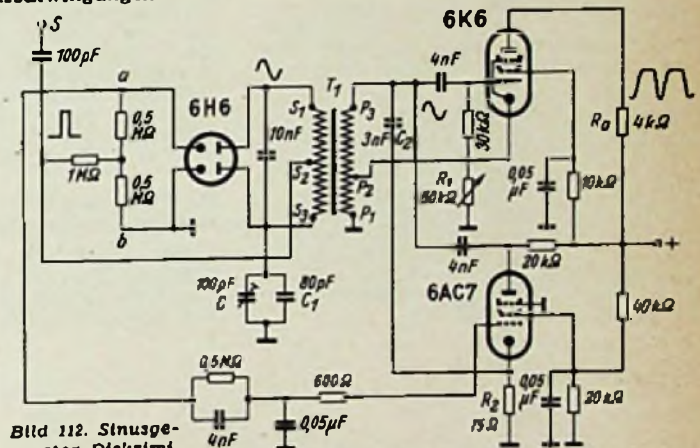 S
100pF
a
0,5
MΩ
1MΩ
0,5
MΩ
b
6H6
10nF
S1
S2
S3
T1
P3
P2
P1
3nF
C2
4nF
6K6
30kΩ
R1
50kΩ
0,05
µF
10kΩ
Ra
4kΩ
a+
4nF
20kΩ
40kΩ
100pF
C
80pF
C1
6AC7
0,5MΩ
4nF
600Ω
0,05µF
R2
75Ω
0,05
µF
20kΩ
Bild 112. Sinusge-